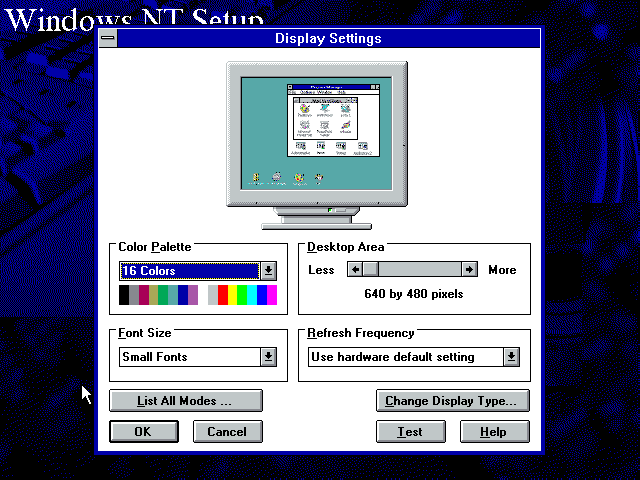 Windows NT Setup
Display Settings
Color Palette
16 Colors
Desktop Area
Less
More
640 by 480 pixels
Font Size
Small Fonts
Refresh Frequency
Use hardware default setting
List All Modes ...
Change Display Type...
OK
Cancel
Test
Help